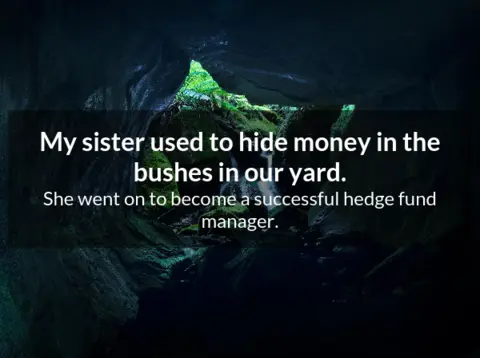 My sister used to hide money in the
bushes in our yard.
She went on to become a successful hedge fund
manager.